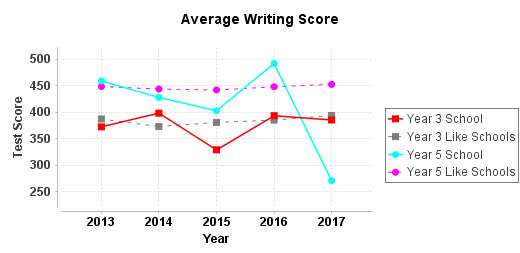 Average Writing Score
500
450
400
350
300
250
Test Score
2013 2014 2015 2016 2017
Year
Year 3 School
Year 3 Like Schools
Year 5 School
Year 5 Like Schools